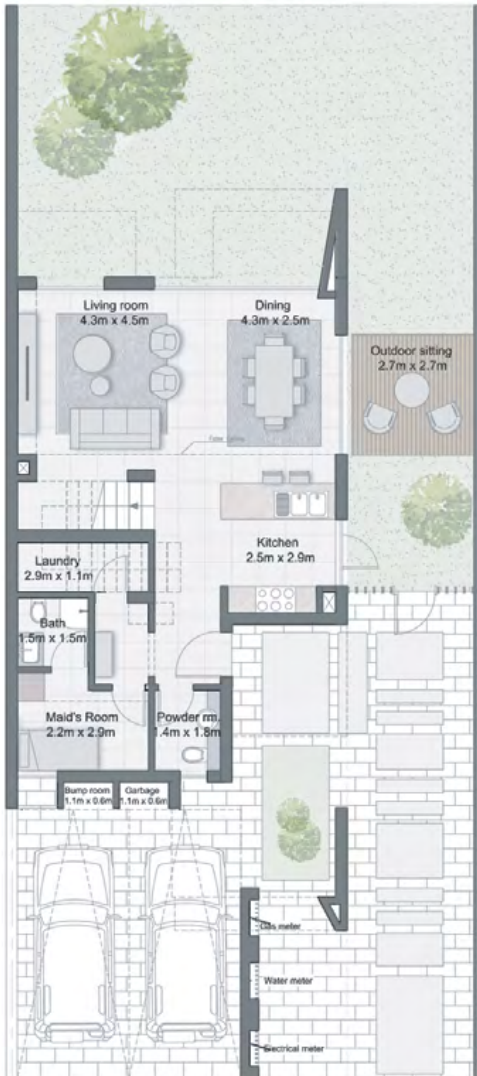 Living room
4.3m x 4.5m
Dining
4.3m x 2.5m
Outdoor sitting
2.7m x 2.7m
Kitchen
2.5m x 2.9m
Laundry
2.9m x 1.1m
Bath
1.5m x 1.5m
Maid's Room
2.2m x 2.9m
Powder rm.
1.4m x 1.8m
Bump room
1.1m x 0.6m
Garbage
1.1m x 0.6m
Gas meter
Water meter
Electrical meter